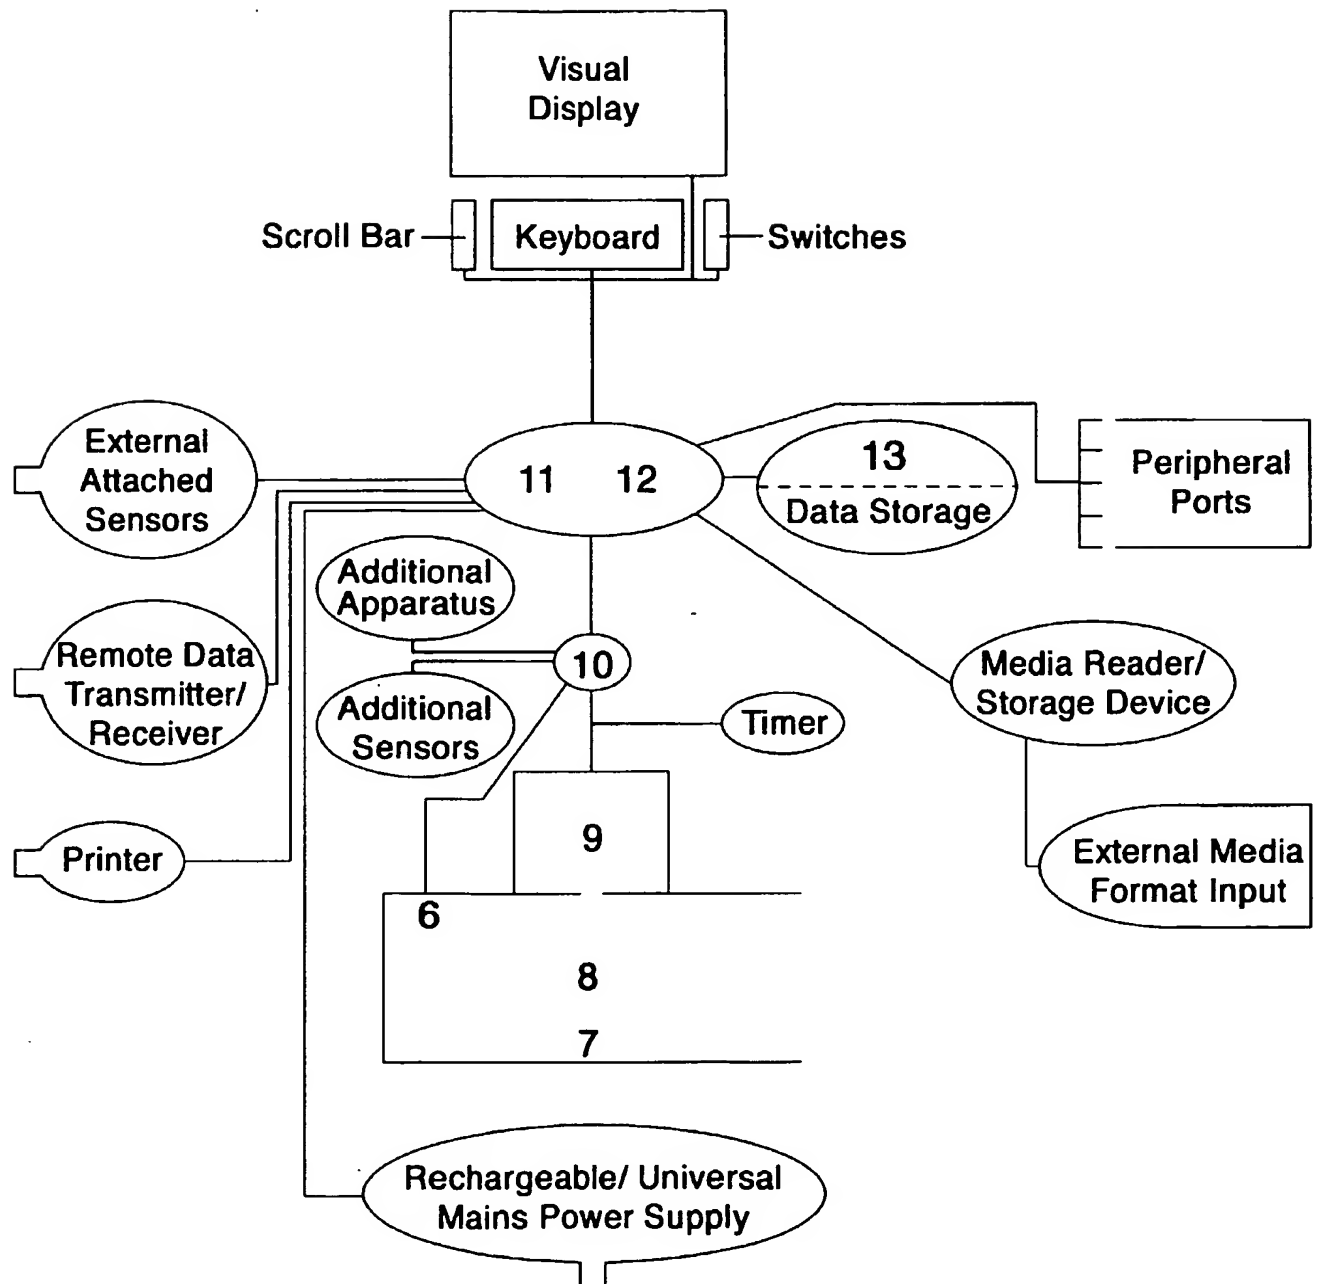 Visual
Display
Scroll Bar
Keyboard
Switches
External
Attached
Sensors
11 12
13
Data Storage
Peripheral
Ports
Additional
Apparatus
10
Remote Data
Transmitter/
Receiver
Additional
Sensors
Timer
Media Reader/
Storage Device
Printer
9
External Media
Format Input
6
8
7
Rechargeable/ Universal
Mains Power Supply